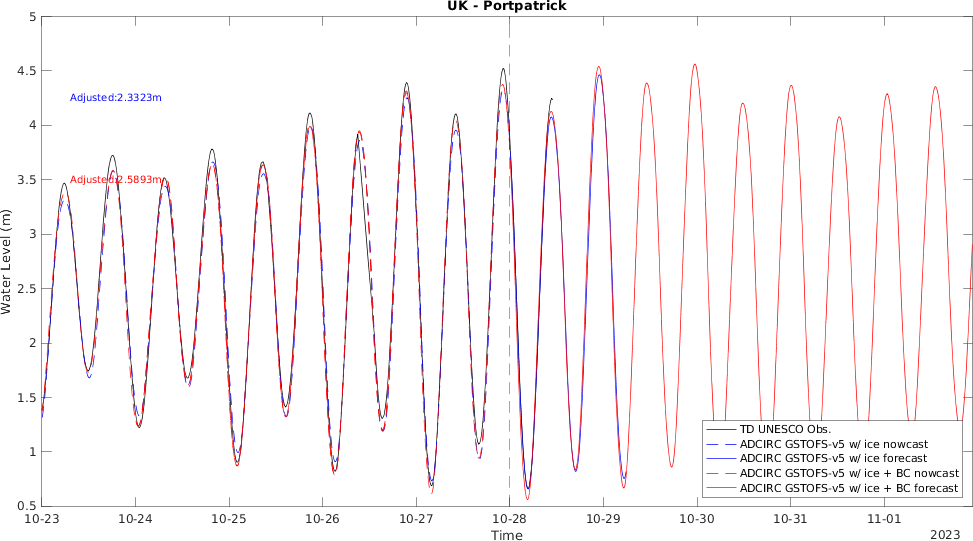 UK - Portpatrick
5
4.5
4
3.5
3
2.5
2
1.5
1
0.5
Water Level (m)
Adjusted:2.3323m
Adjusted:2.5893m
TD UNESCO Obs.
ADCIRC GSTOFS-v5 w/ ice nowcast
ADCIRC GSTOFS-v5 w/ ice forecast
ADCIRC GSTOFS-v5 w/ ice + BC nowcast
ADCIRC GSTOFS-v5 w/ ice + BC forecast
10-23 10-24 10-25 10-26 10-27 10-28 10-29 10-30 10-31 11-01
Time
2023